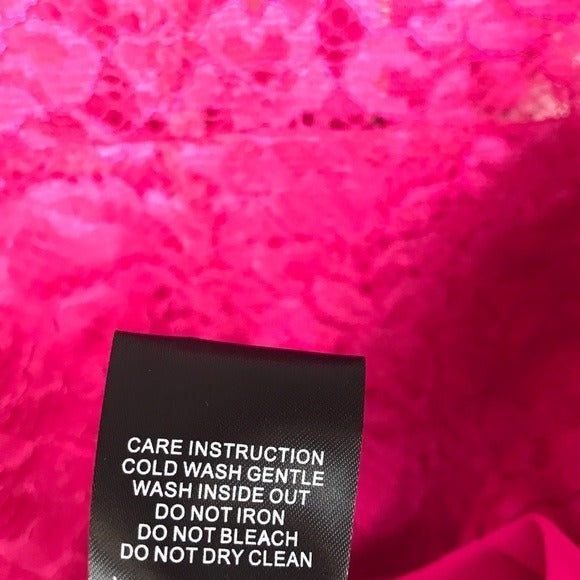 CARE INSTRUCTION
COLD WASH GENTLE
WASH INSIDE OUT
DO NOT IRON
DO NOT BLEACH
DO NOT DRY CLEAN